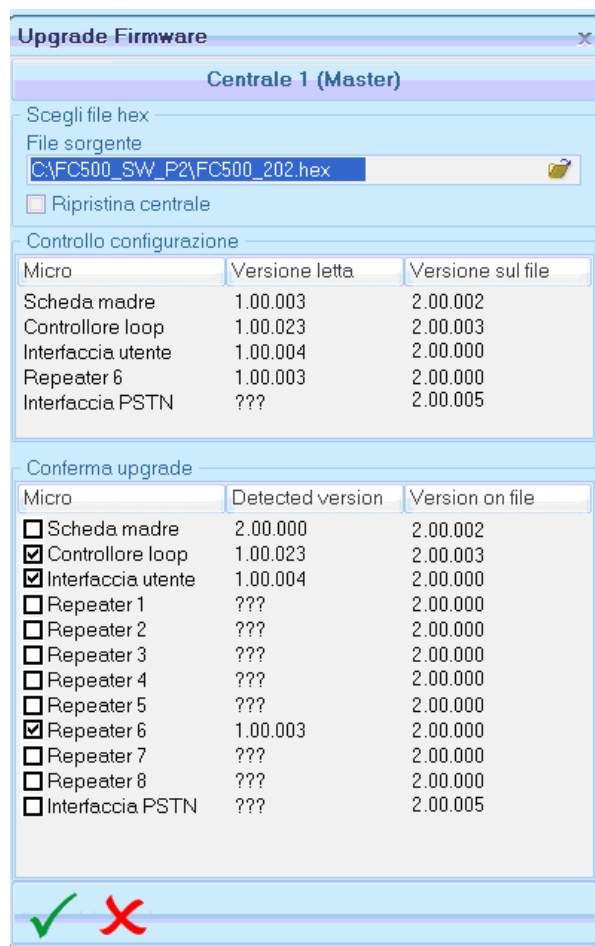 Upgrade Firmware
Centrale 1 (Master)
Scegli file hex
File sorgente
C:\FC500_SW_P2\FC500_202.hex
Ripristina centrale
Controllo configurazione
Micro Versione letta Versione sul file
Scheda madre 1.00.003 2.00.002
Controllore loop 1.00.023 2.00.003
Interfaccia utente 1.00.004 2.00.000
Repeater 6 1.00.003 2.00.000
Interfaccia PSTN ??? 2.00.005
Conferma upgrade
Micro Detected version Version on file
Scheda madre 2.00.000 2.00.002
Controllore loop 1.00.023 2.00.003
Interfaccia utente 1.00.004 2.00.000
Repeater 1 ??? 2.00.000
Repeater 2 ??? 2.00.000
Repeater 3 ??? 2.00.000
Repeater 4 ??? 2.00.000
Repeater 5 ??? 2.00.000
Repeater 6 1.00.003 2.00.000
Repeater 7 ??? 2.00.000
Repeater 8 ??? 2.00.000
Interfaccia PSTN ??? 2.00.005